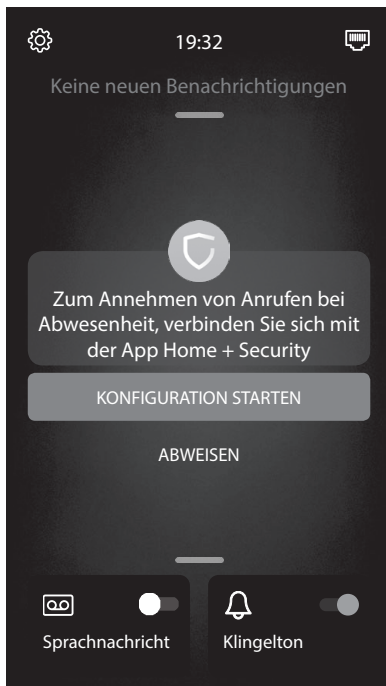 19:32
Keine neuen Benachrichtigungen
Zum Annehmen von Anrufen bei
Abwesenheit, verbinden Sie sich mit
der App Home + Security
KONFIGURATION STARTEN
ABWEISEN
Sprachnachricht
Klingelton